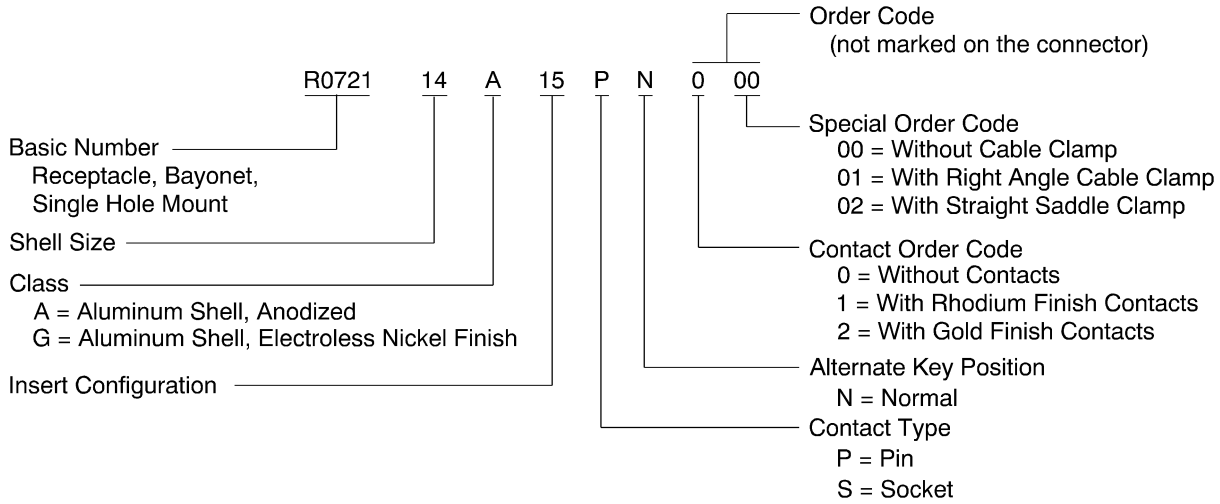 Order Code
(not marked on the connector)
R0721 14 A 15 P N 0 00
Basic Number
Receptacle, Bayonet,
Single Hole Mount
Shell Size
Class
A = Aluminum Shell, Anodized
G = Aluminum Shell, Electroless Nickel Finish
Insert Configuration
Special Order Code
00 = Without Cable Clamp
01 = With Right Angle Cable Clamp
02 = With Straight Saddle Clamp
Contact Order Code
0 = Without Contacts
1 = With Rhodium Finish Contacts
2 = With Gold Finish Contacts
Alternate Key Position
N = Normal
Contact Type
P = Pin
S = Socket